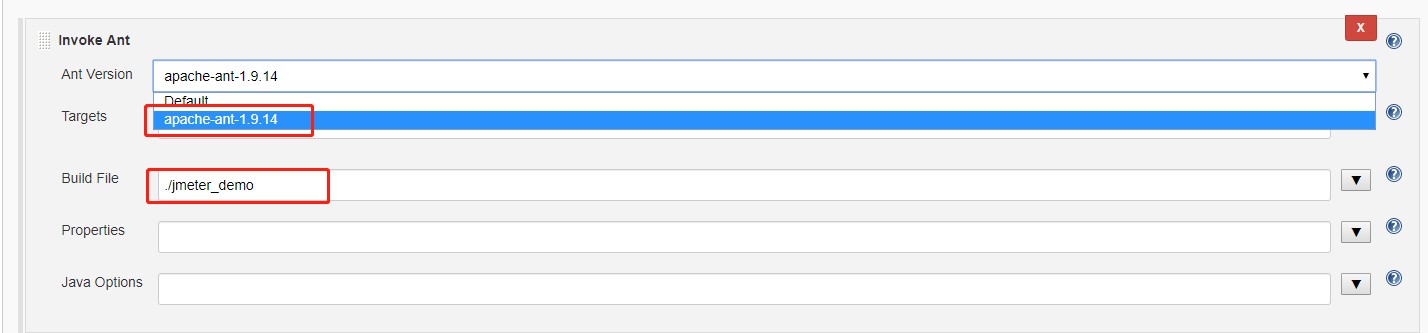 X
Invoke Ant
Ant Version
apache-ant-1.9.14
Default
apache-ant-1.9.14
Targets
Build File
./jmeter_demo
Properties
Java Options